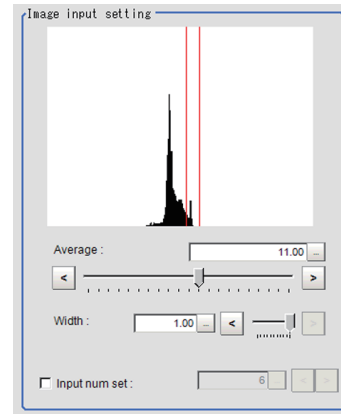 Image input setting
Average : 11.00 ...
< >
Width : 1.00 ... < >
Input num set : 6 ... < >